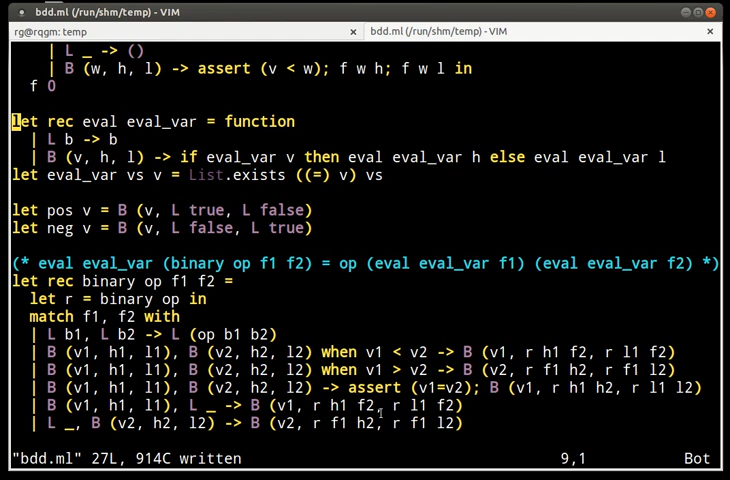 bdd.ml (/run/shm/temp) - VIM
rg@rqgm: temp
bdd.ml (/run/shm/temp) - VIM
| L _ -> ()
| B (w, h, l) -> assert (v < w); f w h; f w l in
f 0
let rec eval eval_var = function
| L b -> b
| B (v, h, l) -> if eval_var v then eval eval_var h else eval eval_var l
let eval_var vs v = List.exists ((=) v) vs
let pos v = B (v, L true, L false)
let neg v = B (v, L false, L true)
(* eval eval_var (binary op f1 f2) = op (eval eval_var f1) (eval eval_var f2) *)
let rec binary op f1 f2 =
let r = binary op in
match f1, f2 with
| L b1, L b2 -> L (op b1 b2)
| B (v1, h1, l1), B (v2, h2, l2) when v1 < v2 -> B (v1, r h1 f2, r l1 f2)
| B (v1, h1, l1), B (v2, h2, l2) when v1 > v2 -> B (v2, r f1 h2, r f1 l2)
| B (v1, h1, l1), B (v2, h2, l2) -> assert (v1=v2); B (v1, r h1 h2, r l1 l2)
| B (v1, h1, l1), L _ -> B (v1, r h1 f2, r l1 f2)
| L _, B (v2, h2, l2) -> B (v2, r f1 h2, r f1 l2)
"bdd.ml" 27L, 914C written 9,1 Bot